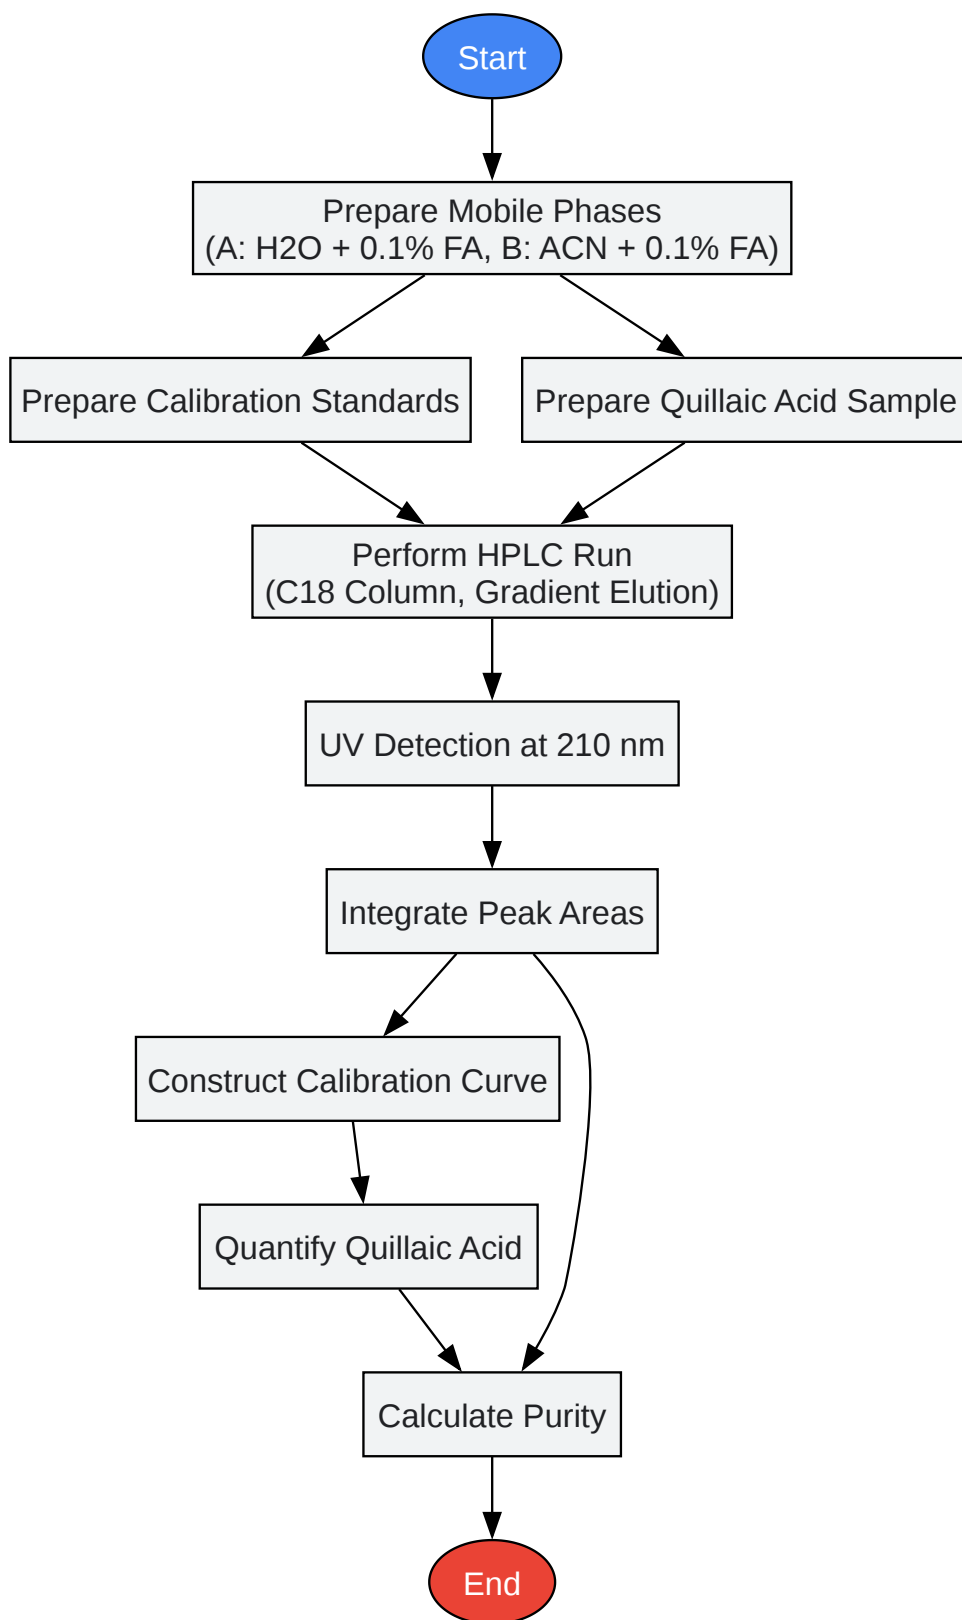 Start
Prepare Mobile Phases
(A: H2O + 0.1% FA, B: ACN + 0.1% FA)
Prepare Calibration Standards
Prepare Quillaic Acid Sample
Perform HPLC Run
(C18 Column, Gradient Elution)
UV Detection at 210 nm
Integrate Peak Areas
Construct Calibration Curve
Quantify Quillaic Acid
Calculate Purity
End